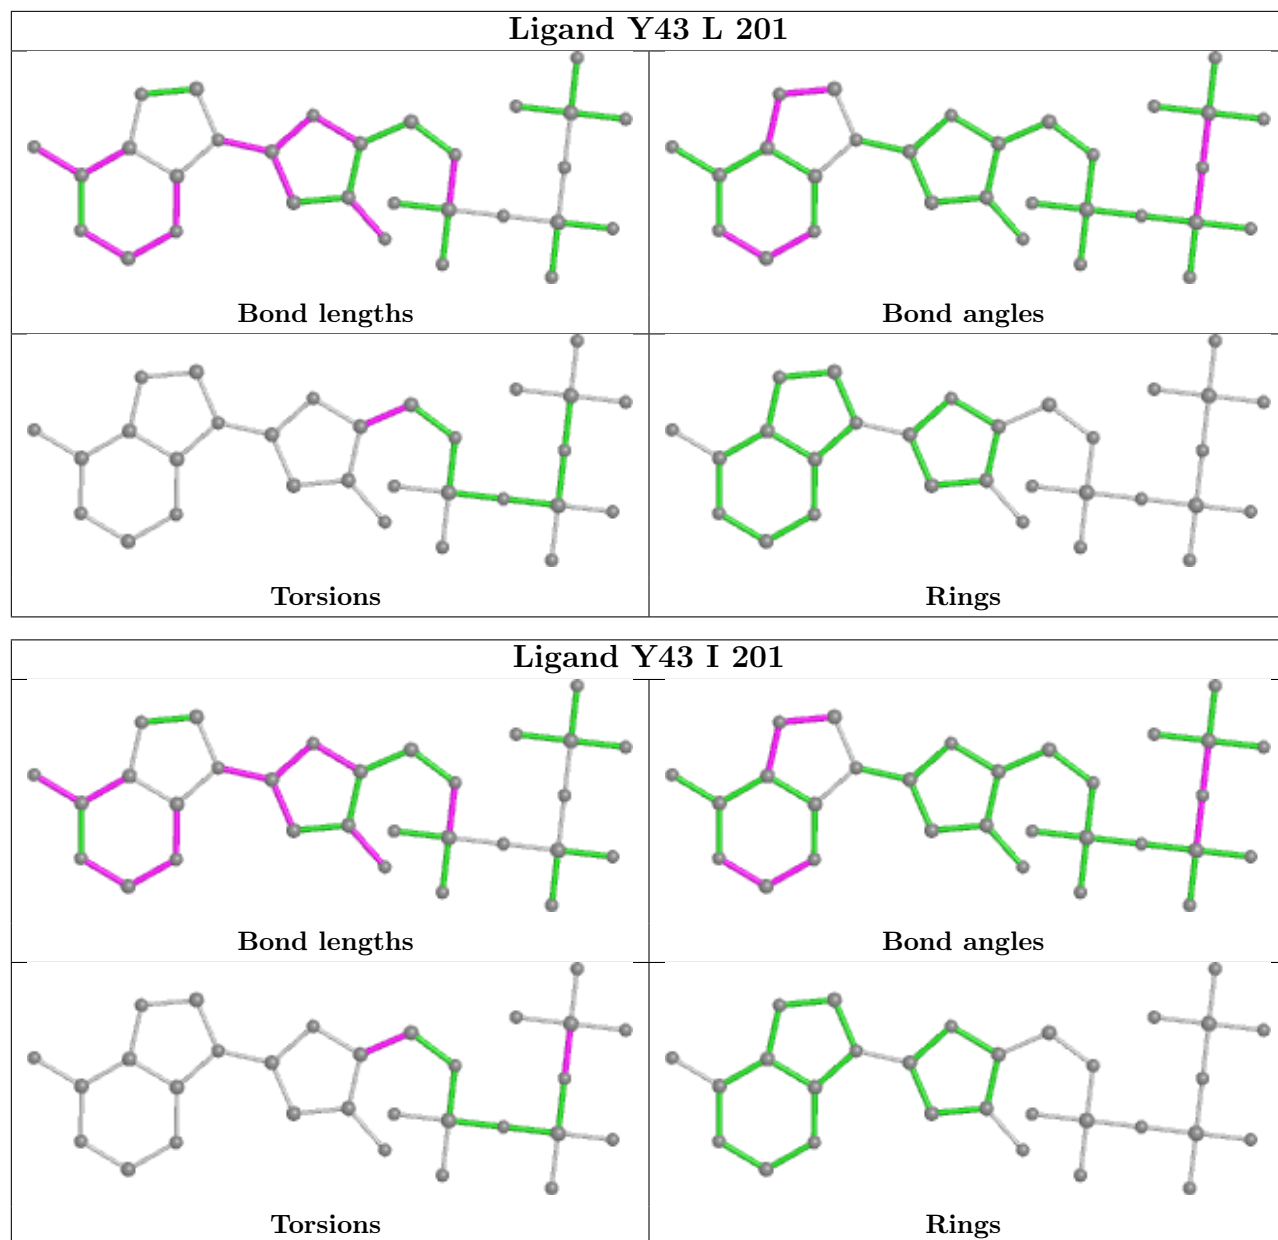 Ligand Y43 L 201
Bond lengths
Bond angles
Torsions
Rings
Ligand Y43 I 201
Bond lengths
Bond angles
Torsions
Rings